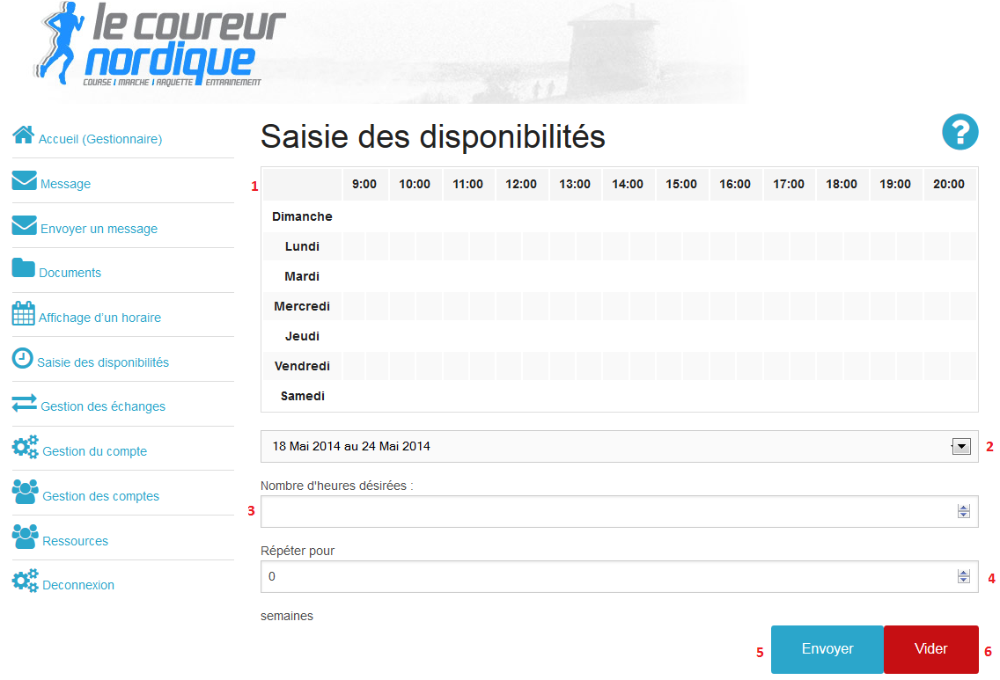 le coureur
nordique
COURSE I MARCHE I RAQUETTE I ENTRAINEMENT
Accueil (Gestionnaire)
Message
Envoyer un message
Documents
Affichage d'un horaire
Saisie des disponibilités
Gestion des échanges
Gestion du compte
Gestion des comptes
Ressources
Deconnexion
Saisie des disponibilités
?
1 9:00 10:00 11:00 12:00 13:00 14:00 15:00 16:00 17:00 18:00 19:00 20:00
Dimanche
Lundi
Mardi
Mercredi
Jeudi
Vendredi
Samedi
18 Mai 2014 au 24 Mai 2014 2
Nombre d'heures désirées :
3
Répéter pour
0 4
semaines
5 Envoyer Vider 6